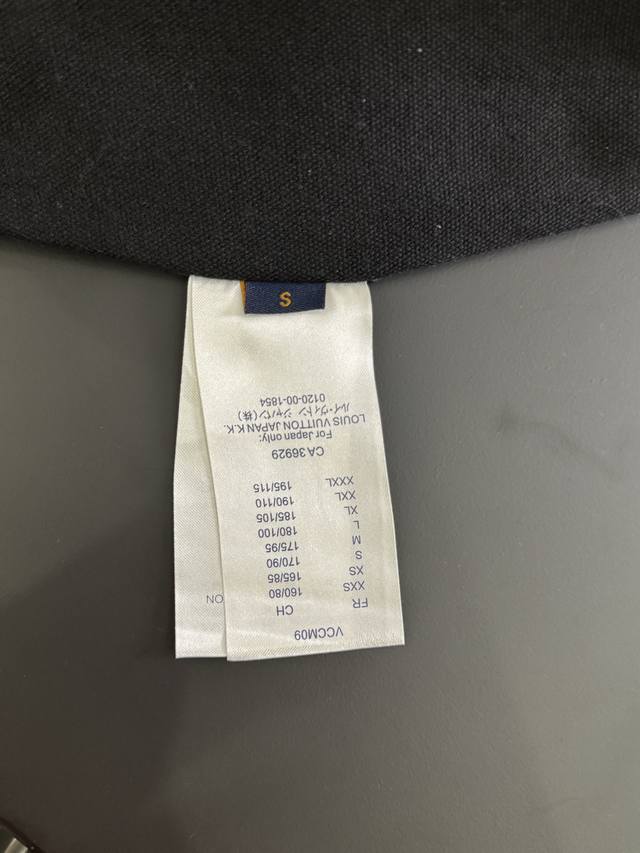 VCCM09
FR CH
XXS 160/80
XS 165/85
S 170/90
M 175/95
L 180/100
XL 185/105
XXL 190/110
XXXL 195/115
CA 36929
For Japan only:
LOUIS VUITTON JAPAN K.K.
ルイ・ヴィトン ジャパン(株)
0120-00-1854
S
ON